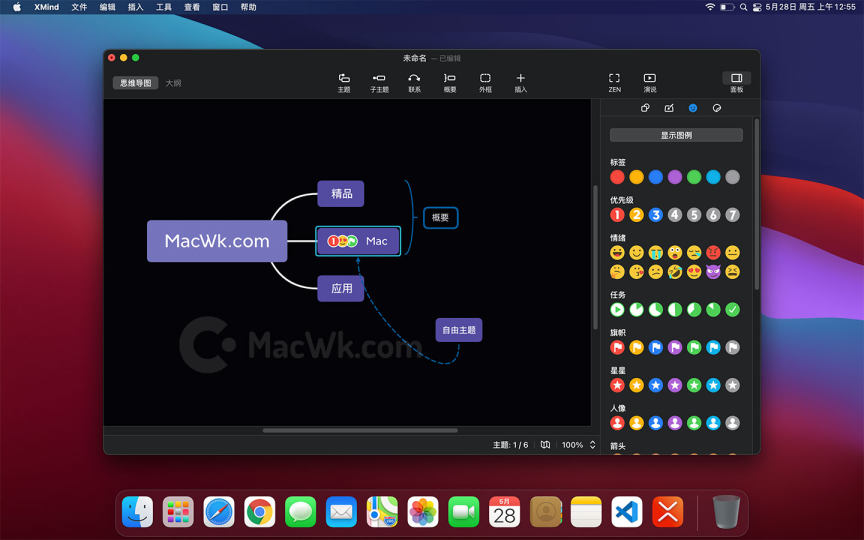 XMind 文件 编辑 插入 工具 查看 窗口 帮助 5月28日 周五 上午12:55
未命名 — 已编辑
思维导图 大纲 主题 子主题 联系 概要 外框 插入 ZEN 演说 面板
显示图例
标签
优先级
1 2 3 4 5 6 7
情绪
任务
旗帜
星星
人像
箭头
精品
MacWk.com
Mac
概要
应用
自由主题
MacWk.com
主题: 1 / 6 100%
5月
28